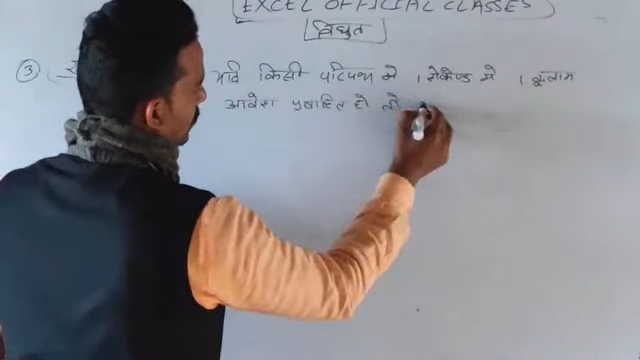 EXCEL OFFICIAL CLASSES
विधुत
③ यदि किसी परिपथ मे 1 सेकेण्ड मे 1 कूलाम
आवेश प्रवाहित हो तो